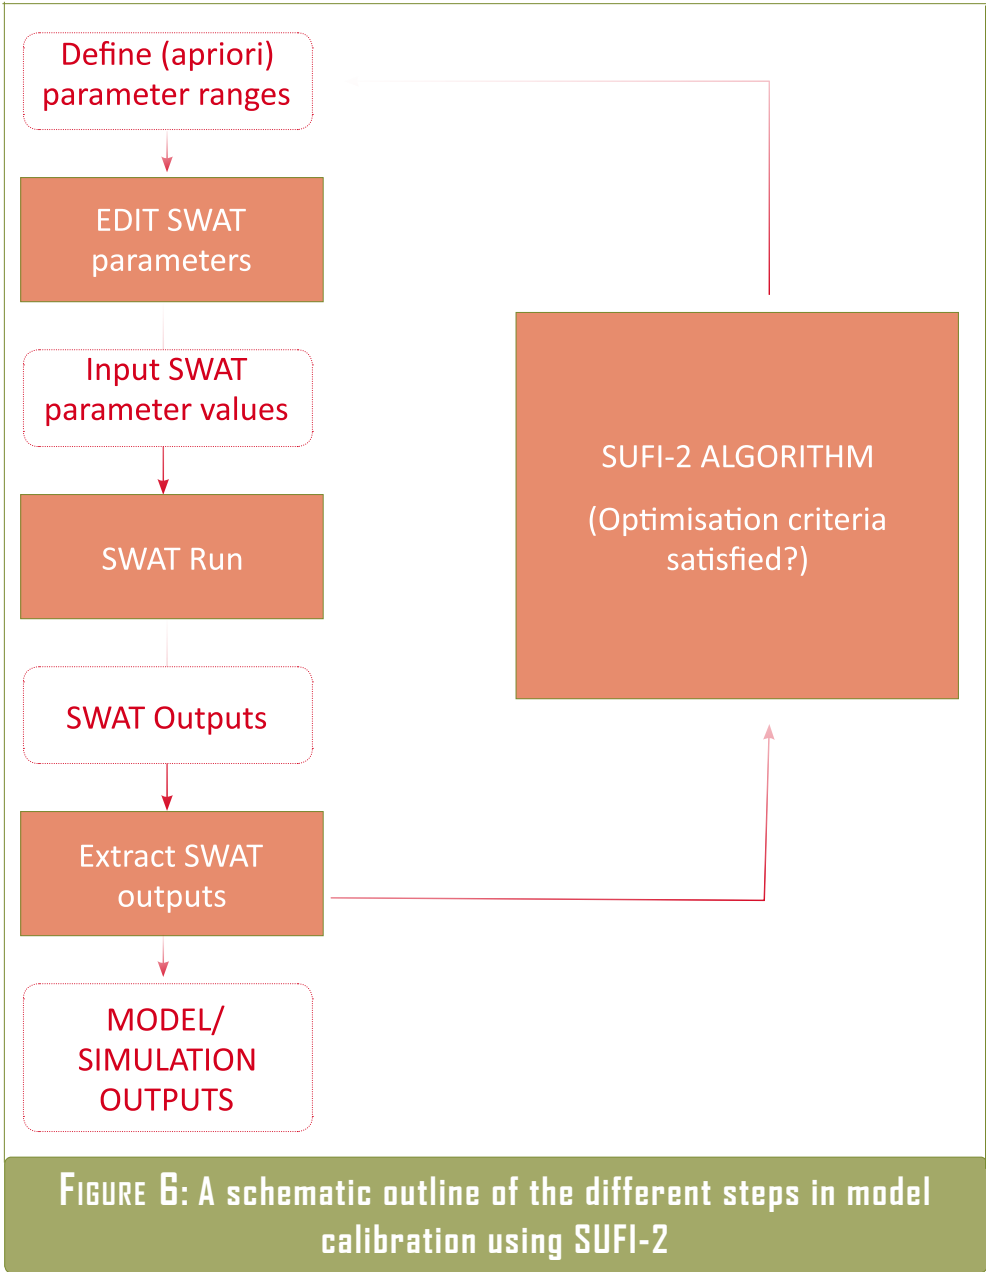 Define (apriori)
parameter ranges
EDIT SWAT
parameters
Input SWAT
parameter values
SWAT Run
SWAT Outputs
Extract SWAT
outputs
MODEL/
SIMULATION
OUTPUTS
SUFI-2 ALGORITHM
(Optimisation criteria
satisfied?)
FIGURE 6: A schematic outline of the different steps in model
calibration using SUFI-2